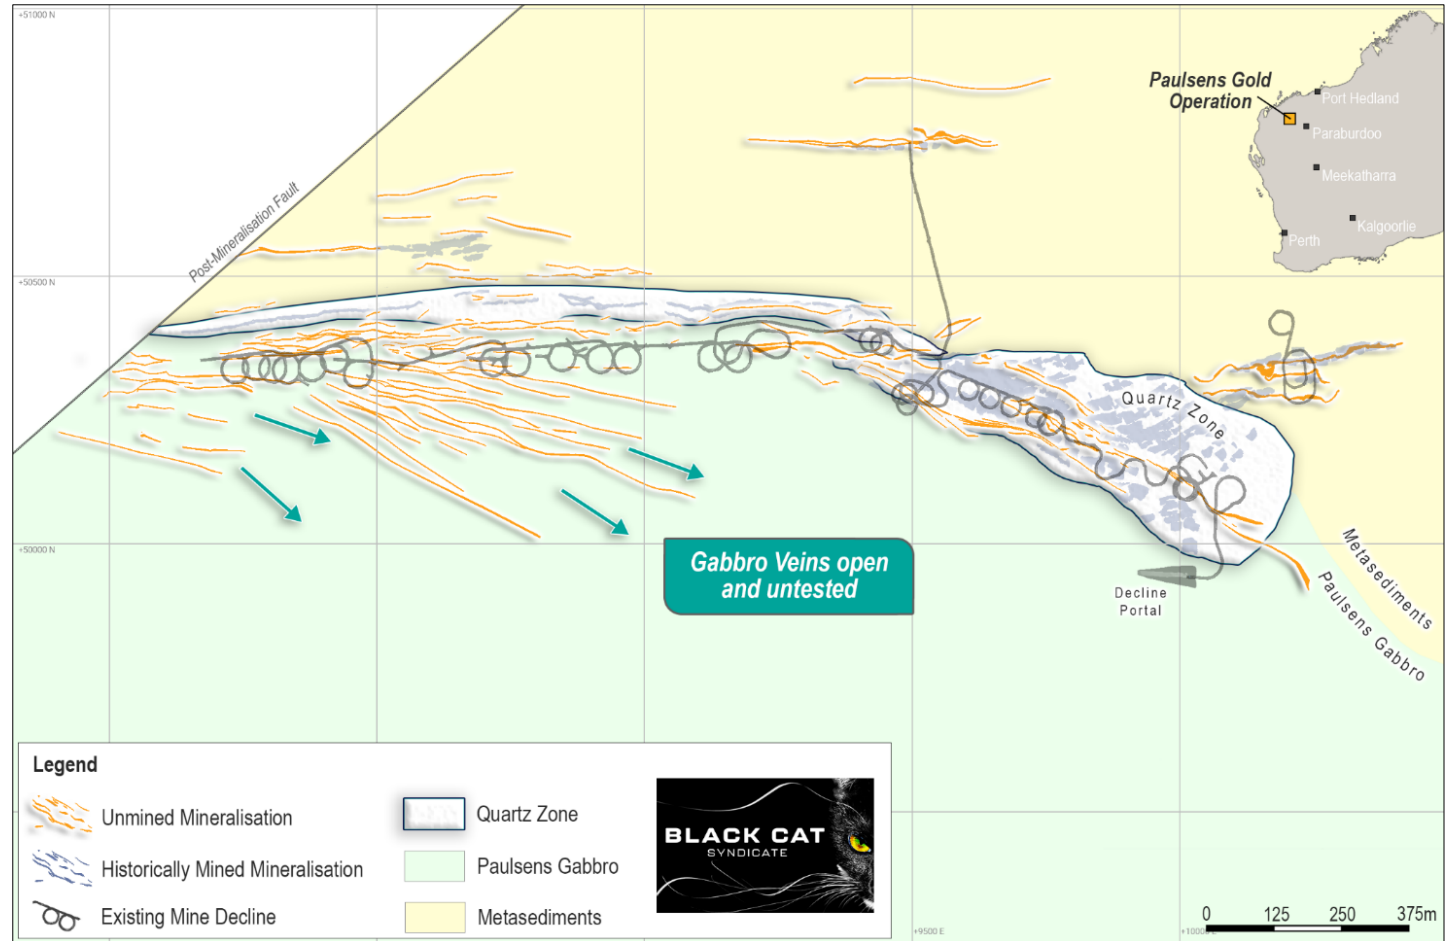 +51000 N
Paulsens Gold
Operation
Port Hedland
Paraburdoo
Meekatharra
Kalgoorlie
Perth
Post-Mineralisation Fault
+50500 N
Quartz Zone
+50000 N
Gabbro Veins open
and untested
Decline
Portal
Metasediments
Paulsens Gabbro
Legend
Unmined Mineralisation
Historically Mined Mineralisation
Existing Mine Decline
Quartz Zone
Paulsens Gabbro
Metasediments
BLACK CAT
SYNDICATE
0 125 250 375m
+9500 E
+10000 E